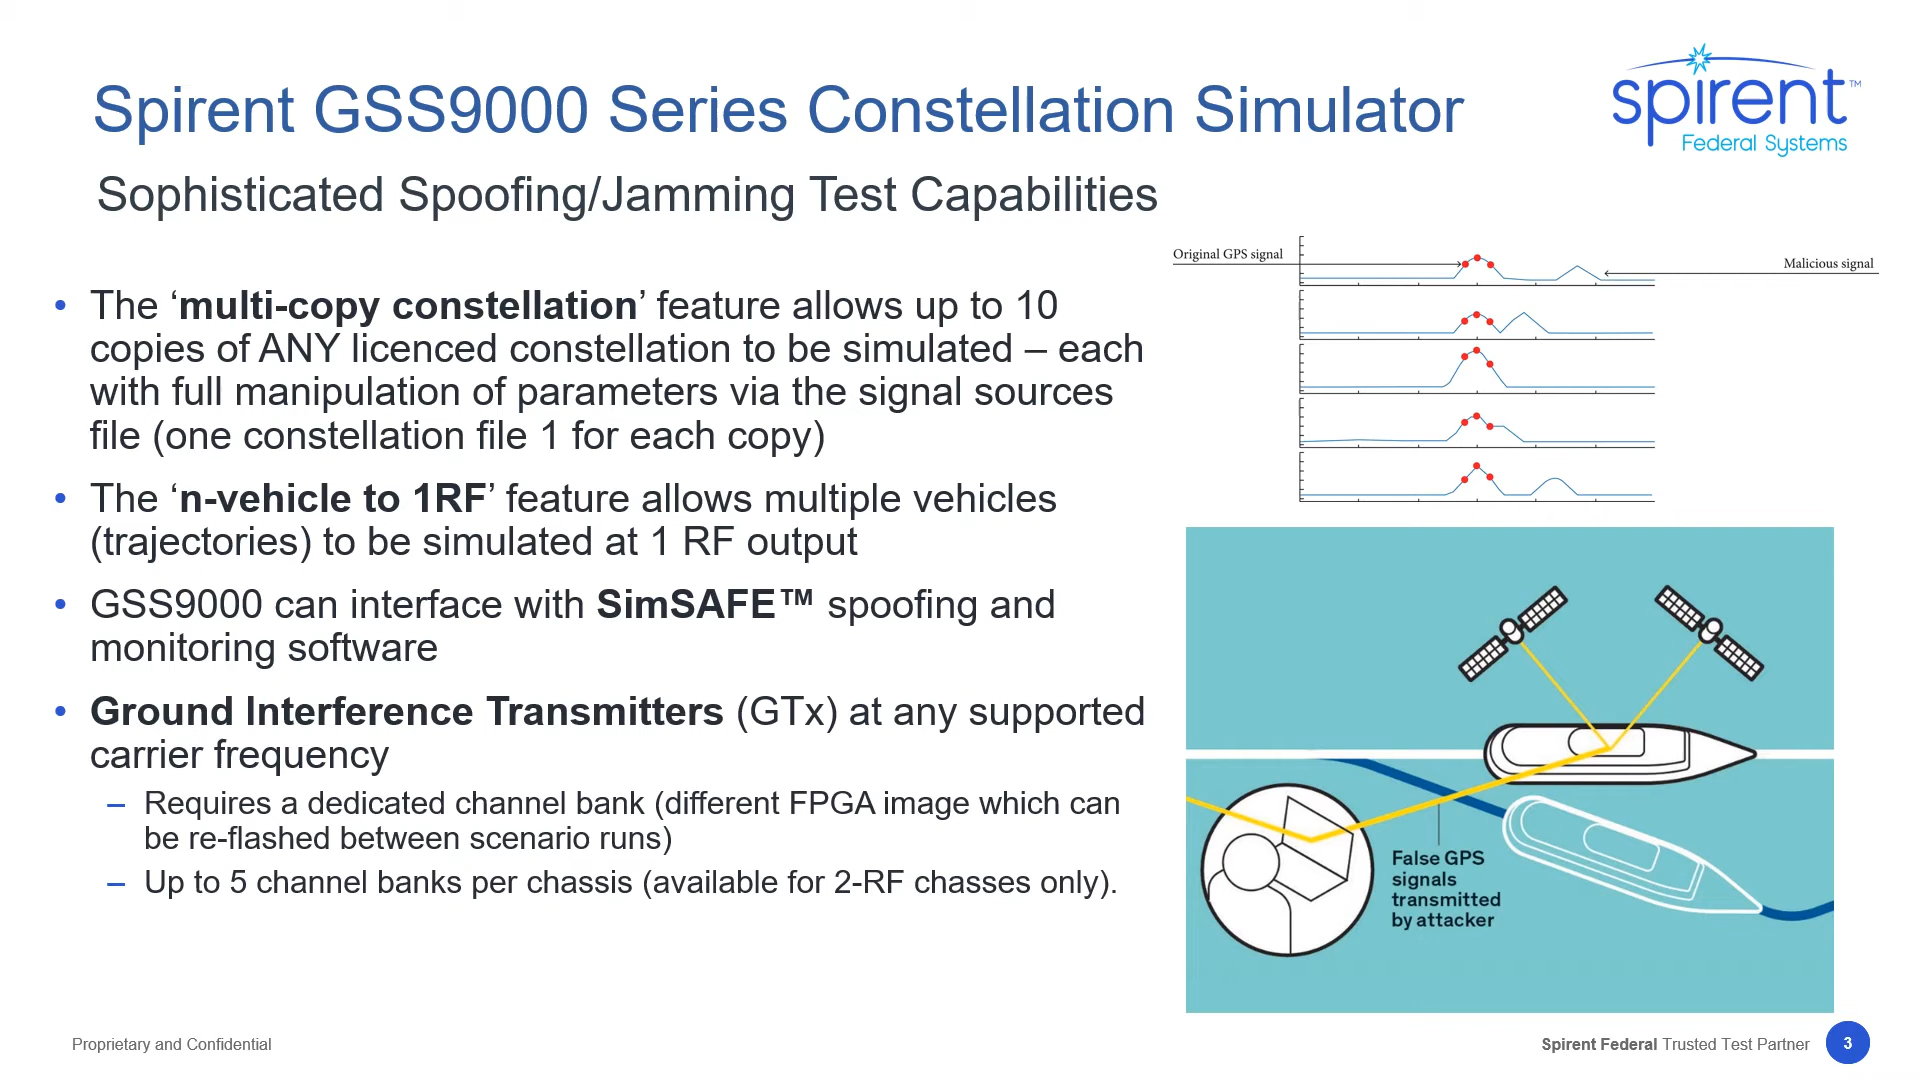 Spirent GSS9000 Series Constellation Simulator
spirent™
Federal Systems
Sophisticated Spoofing/Jamming Test Capabilities
• The ‘multi-copy constellation’ feature allows up to 10
copies of ANY licenced constellation to be simulated – each
with full manipulation of parameters via the signal sources
file (one constellation file 1 for each copy)
• The ‘n-vehicle to 1RF’ feature allows multiple vehicles
(trajectories) to be simulated at 1 RF output
• GSS9000 can interface with SimSAFE™ spoofing and
monitoring software
• Ground Interference Transmitters (GTx) at any supported
carrier frequency
– Requires a dedicated channel bank (different FPGA image which can
be re-flashed between scenario runs)
– Up to 5 channel banks per chassis (available for 2-RF chasses only).
Original GPS signal
Malicious signal
False GPS
signals
transmitted
by attacker
Proprietary and Confidential
Spirent Federal Trusted Test Partner
3